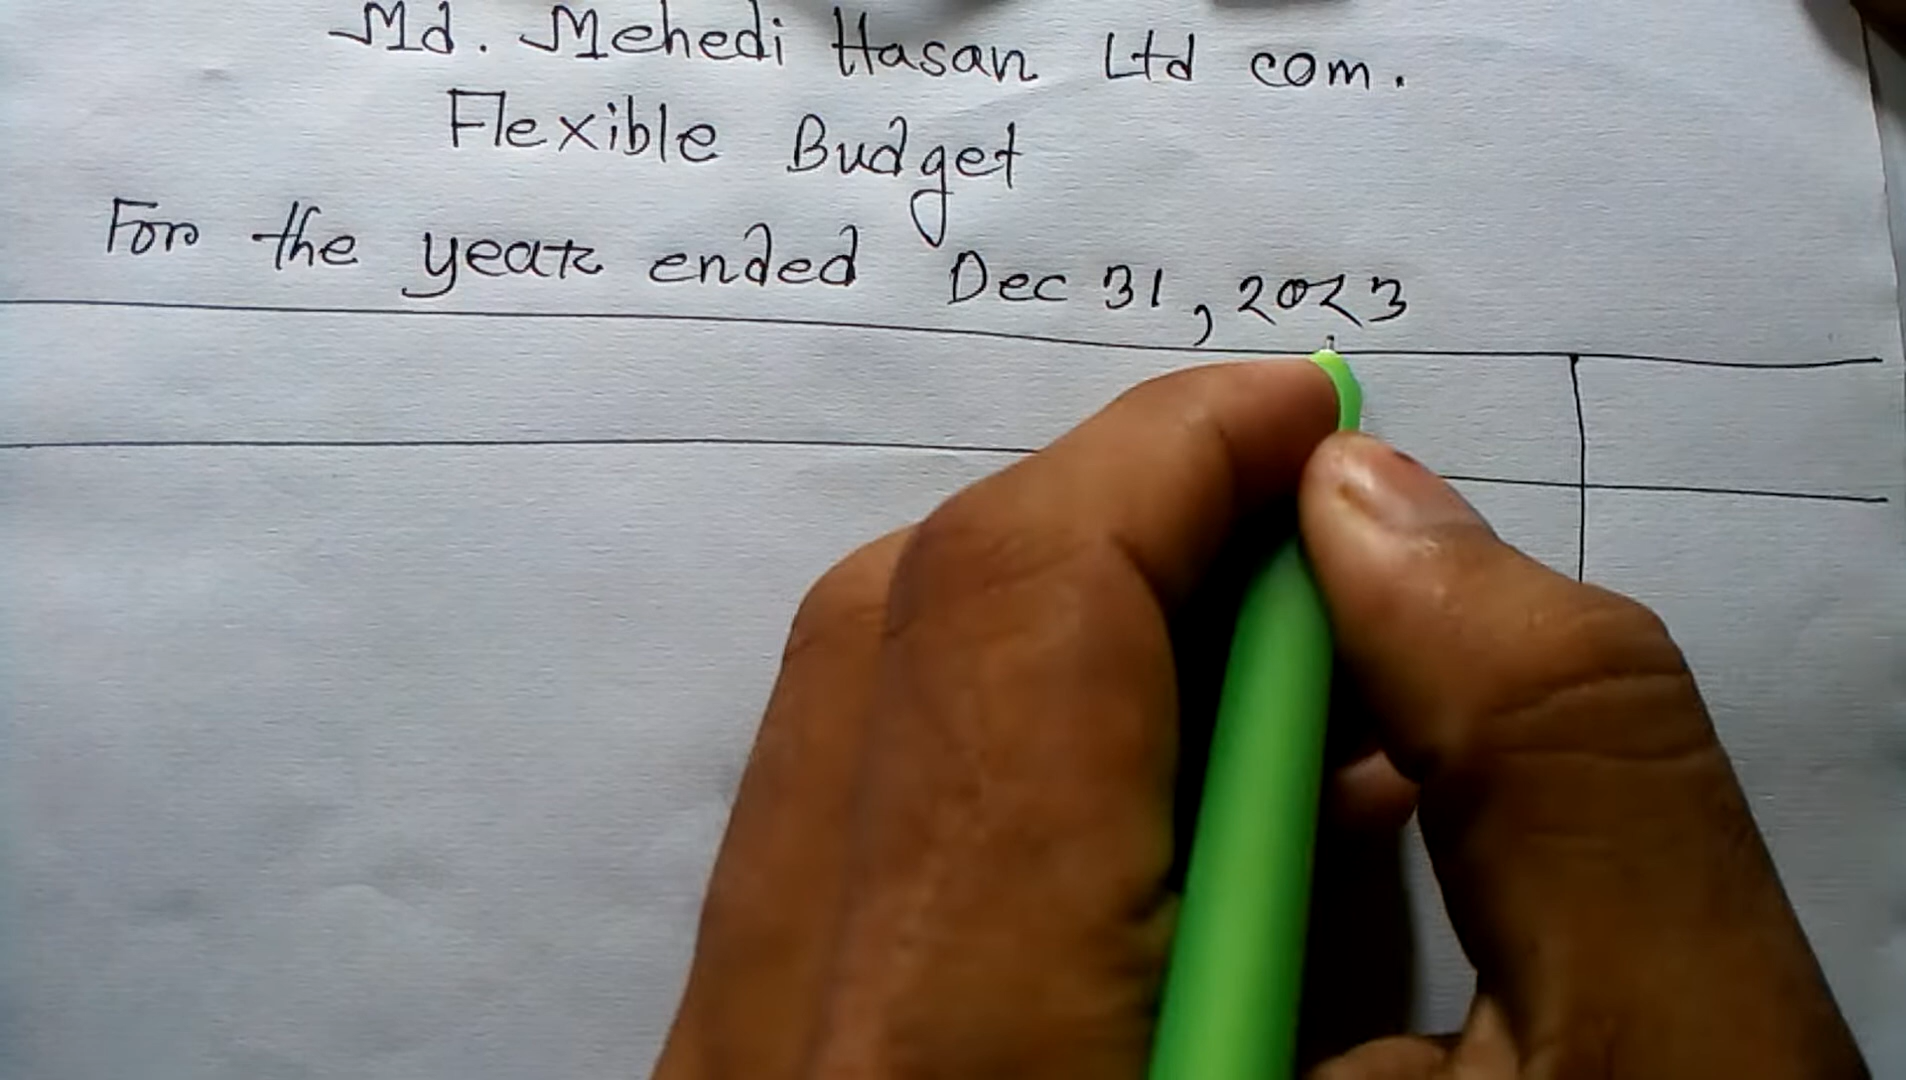 Md. Mehedi Hasan Ltd com.
Flexible Budget
For the year ended Dec 31, 2023